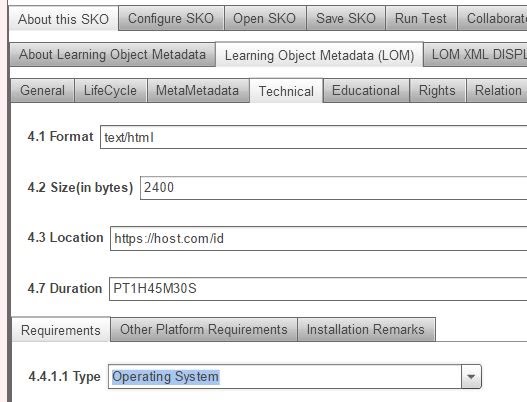 About this SKO Configure SKO Open SKO Save SKO Run Test Collaborat
About Learning Object Metadata Learning Object Metadata (LOM) LOM XML DISPL
General LifeCycle MetaMetadata Technical Educational Rights Relation
4.1 Format text/html
4.2 Size(in bytes) 2400
4.3 Location https://host.com/id
4.7 Duration PT1H45M30S
Requirements Other Platform Requirements Installation Remarks
4.4.1.1 Type Operating System